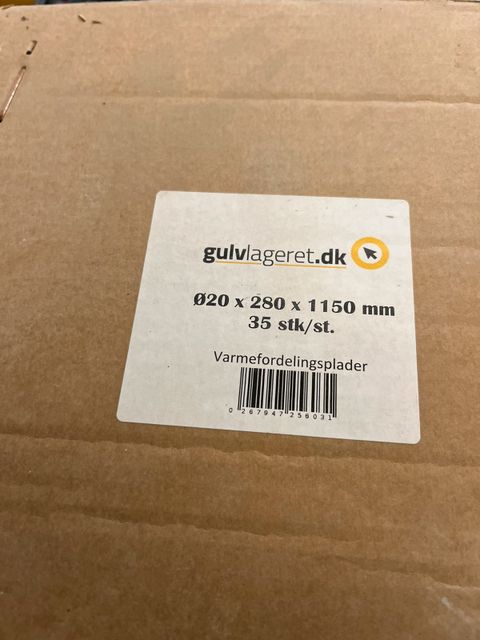 gulvlageret.dk
Ø20 x 280 x 1150 mm
35 stk/st.
Varmefordelingsplader
0 267947 256031